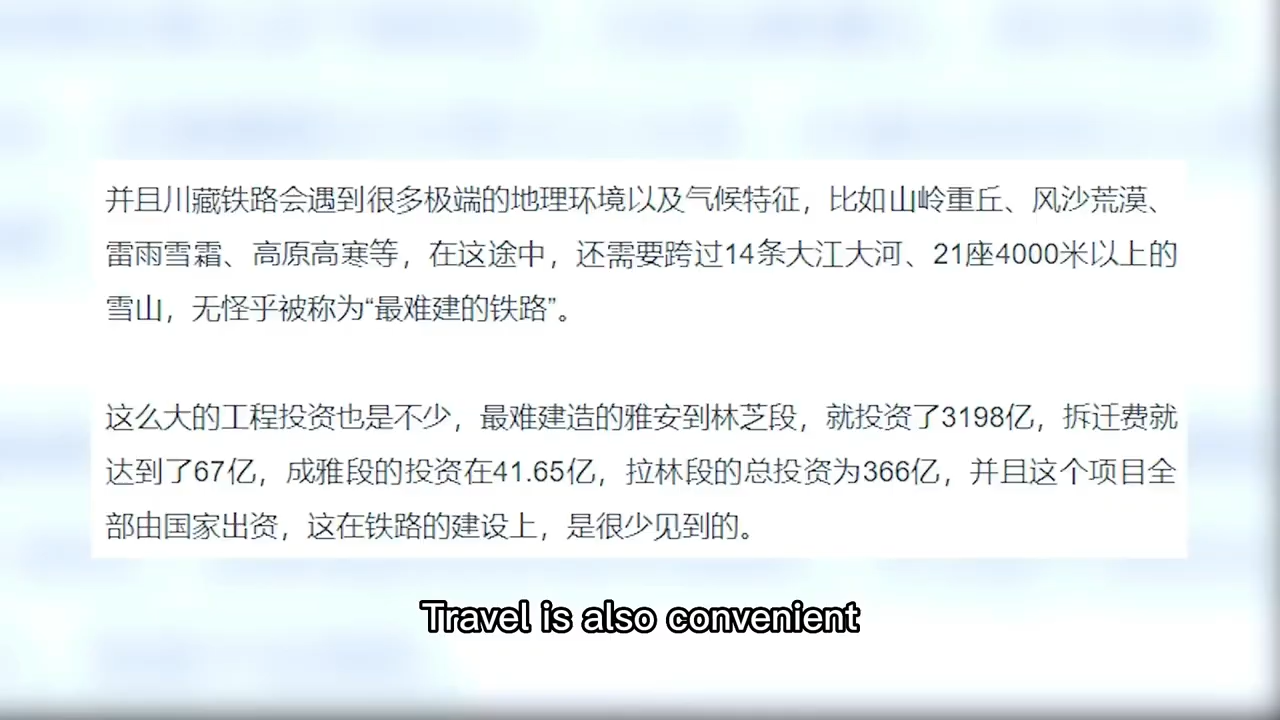 并且川藏铁路会遇到很多极端的地理环境以及气候特征，比如山岭重丘、风沙荒漠、
雷雨雪霜、高原高寒等，在这途中，还需要跨过14条大江大河、21座4000米以上的
雪山，无怪乎被称为“最难建的铁路”。
这么大的工程投资也是不少，最难建造的雅安到林芝段，就投资了3198亿，拆迁费就
达到了67亿，成雅段的投资在41.65亿，拉林段的总投资为366亿，并且这个项目全
部由国家出资，这在铁路的建设上，是很少见到的。
Travel is also convenient